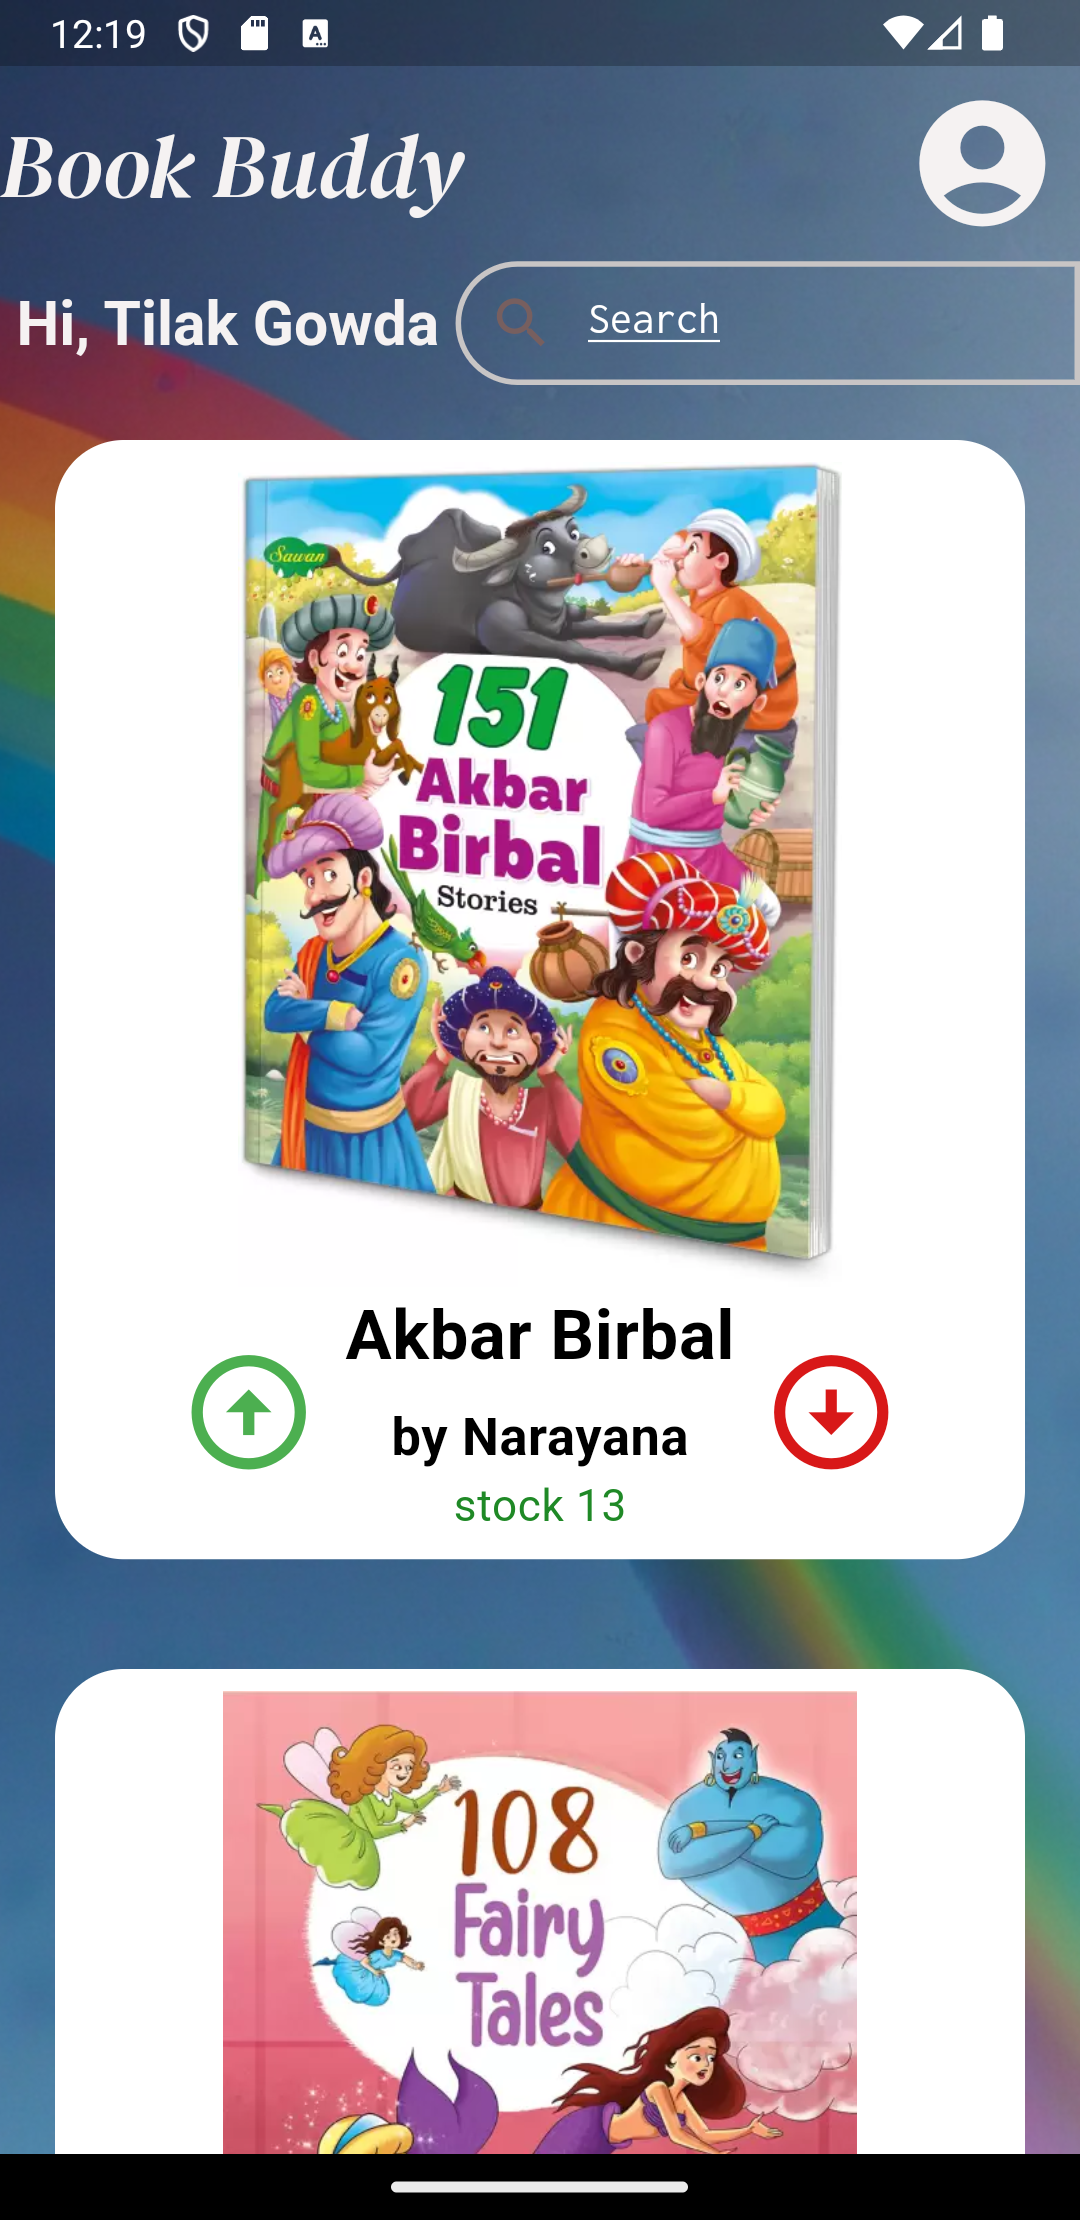 12:19
Book Buddy
Hi, Tilak Gowda
Search
Sawan
151
Akbar
Birbal
Stories
Akbar Birbal
by Narayana
stock 13
108
Fairy
Tales